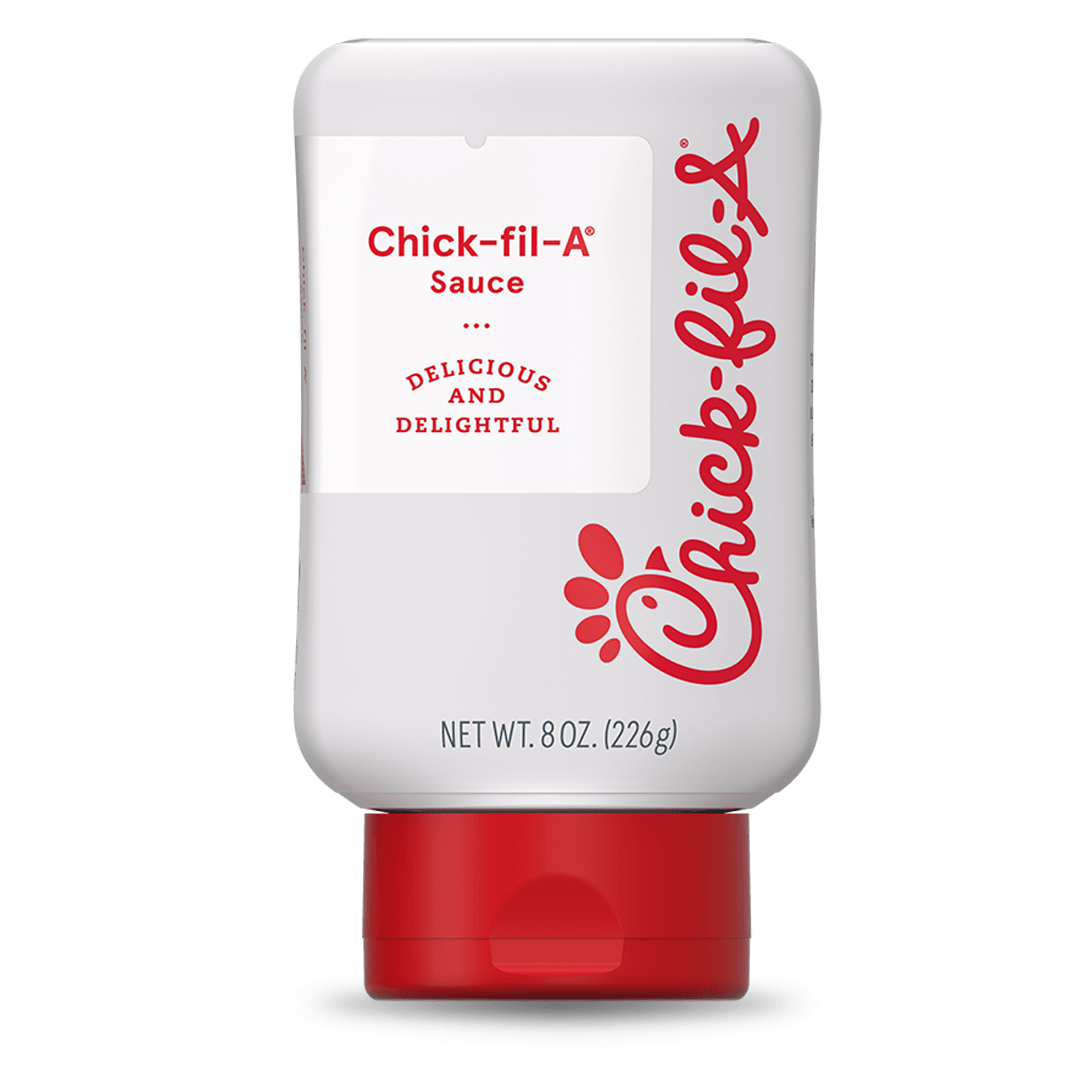 Chick-fil-A®
Sauce
...
DELICIOUS
AND
DELIGHTFUL
Chick-fil-A®
NET WT. 8 OZ. (226g)